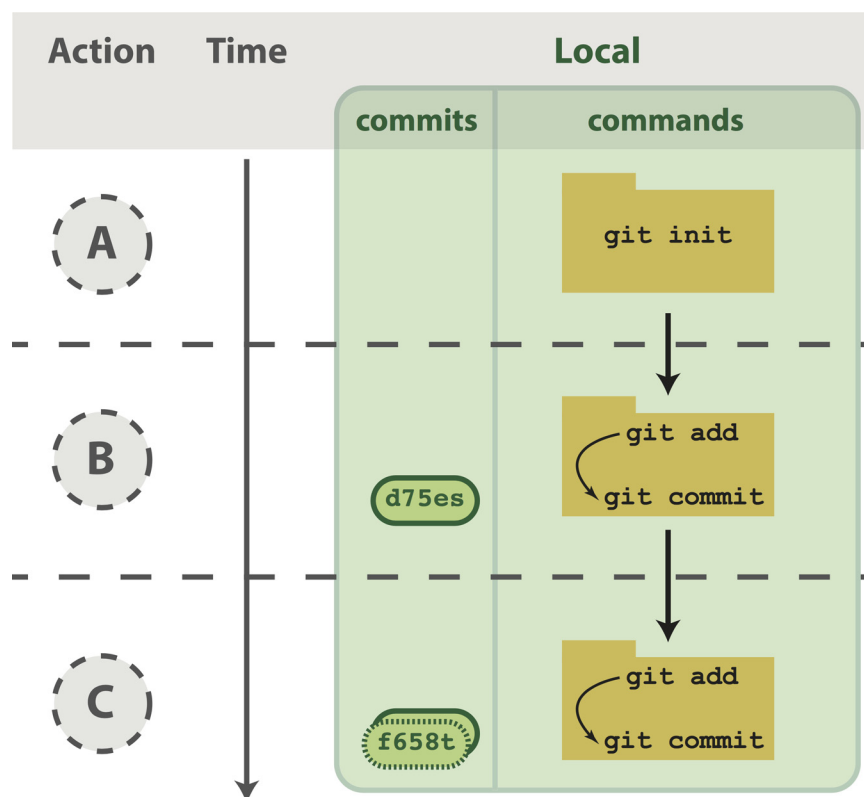 Action Time Local
commits commands
A
git init
B
git add
d75es
git commit
C
git add
f658t
git commit